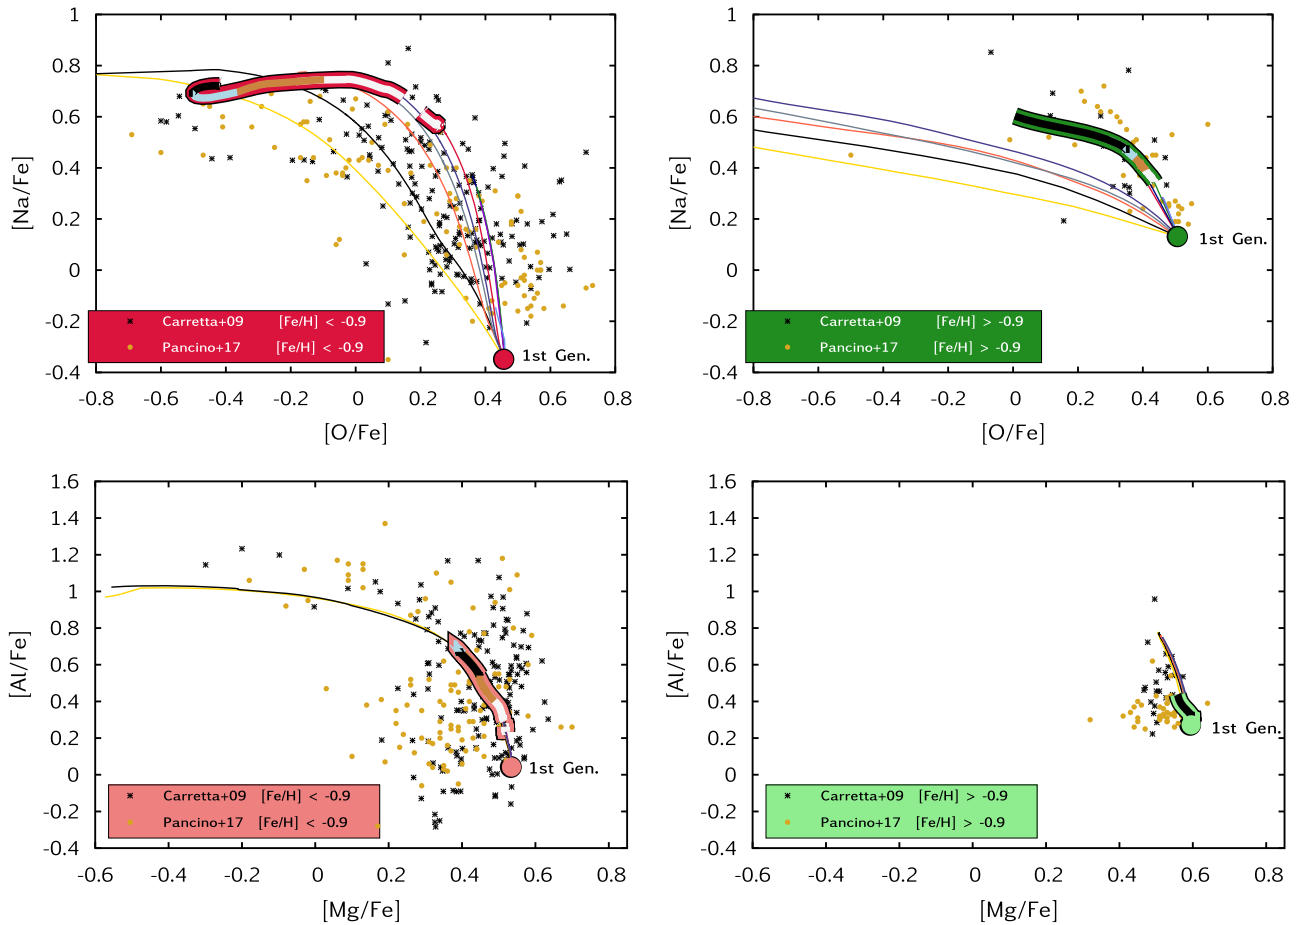 1
0.8
0.6
0.4
0.2
0
-0.2
-0.4
[Na/Fe]
1st Gen.
Carretta+09 [Fe/H] < -0.9
Pancino+17 [Fe/H] < -0.9
-0.8 -0.6 -0.4 -0.2 0 0.2 0.4 0.6 0.8
[O/Fe]
1
0.8
0.6
0.4
0.2
0
-0.2
-0.4
[Na/Fe]
1st Gen.
Carretta+09 [Fe/H] > -0.9
Pancino+17 [Fe/H] > -0.9
-0.8 -0.6 -0.4 -0.2 0 0.2 0.4 0.6 0.8
[O/Fe]
1.6
1.4
1.2
1
0.8
0.6
0.4
0.2
0
-0.2
-0.4
[Al/Fe]
1st Gen.
Carretta+09 [Fe/H] < -0.9
Pancino+17 [Fe/H] < -0.9
-0.6 -0.4 -0.2 0 0.2 0.4 0.6 0.8
[Mg/Fe]
1.6
1.4
1.2
1
0.8
0.6
0.4
0.2
0
-0.2
-0.4
[Al/Fe]
1st Gen.
Carretta+09 [Fe/H] > -0.9
Pancino+17 [Fe/H] > -0.9
-0.6 -0.4 -0.2 0 0.2 0.4 0.6 0.8
[Mg/Fe]